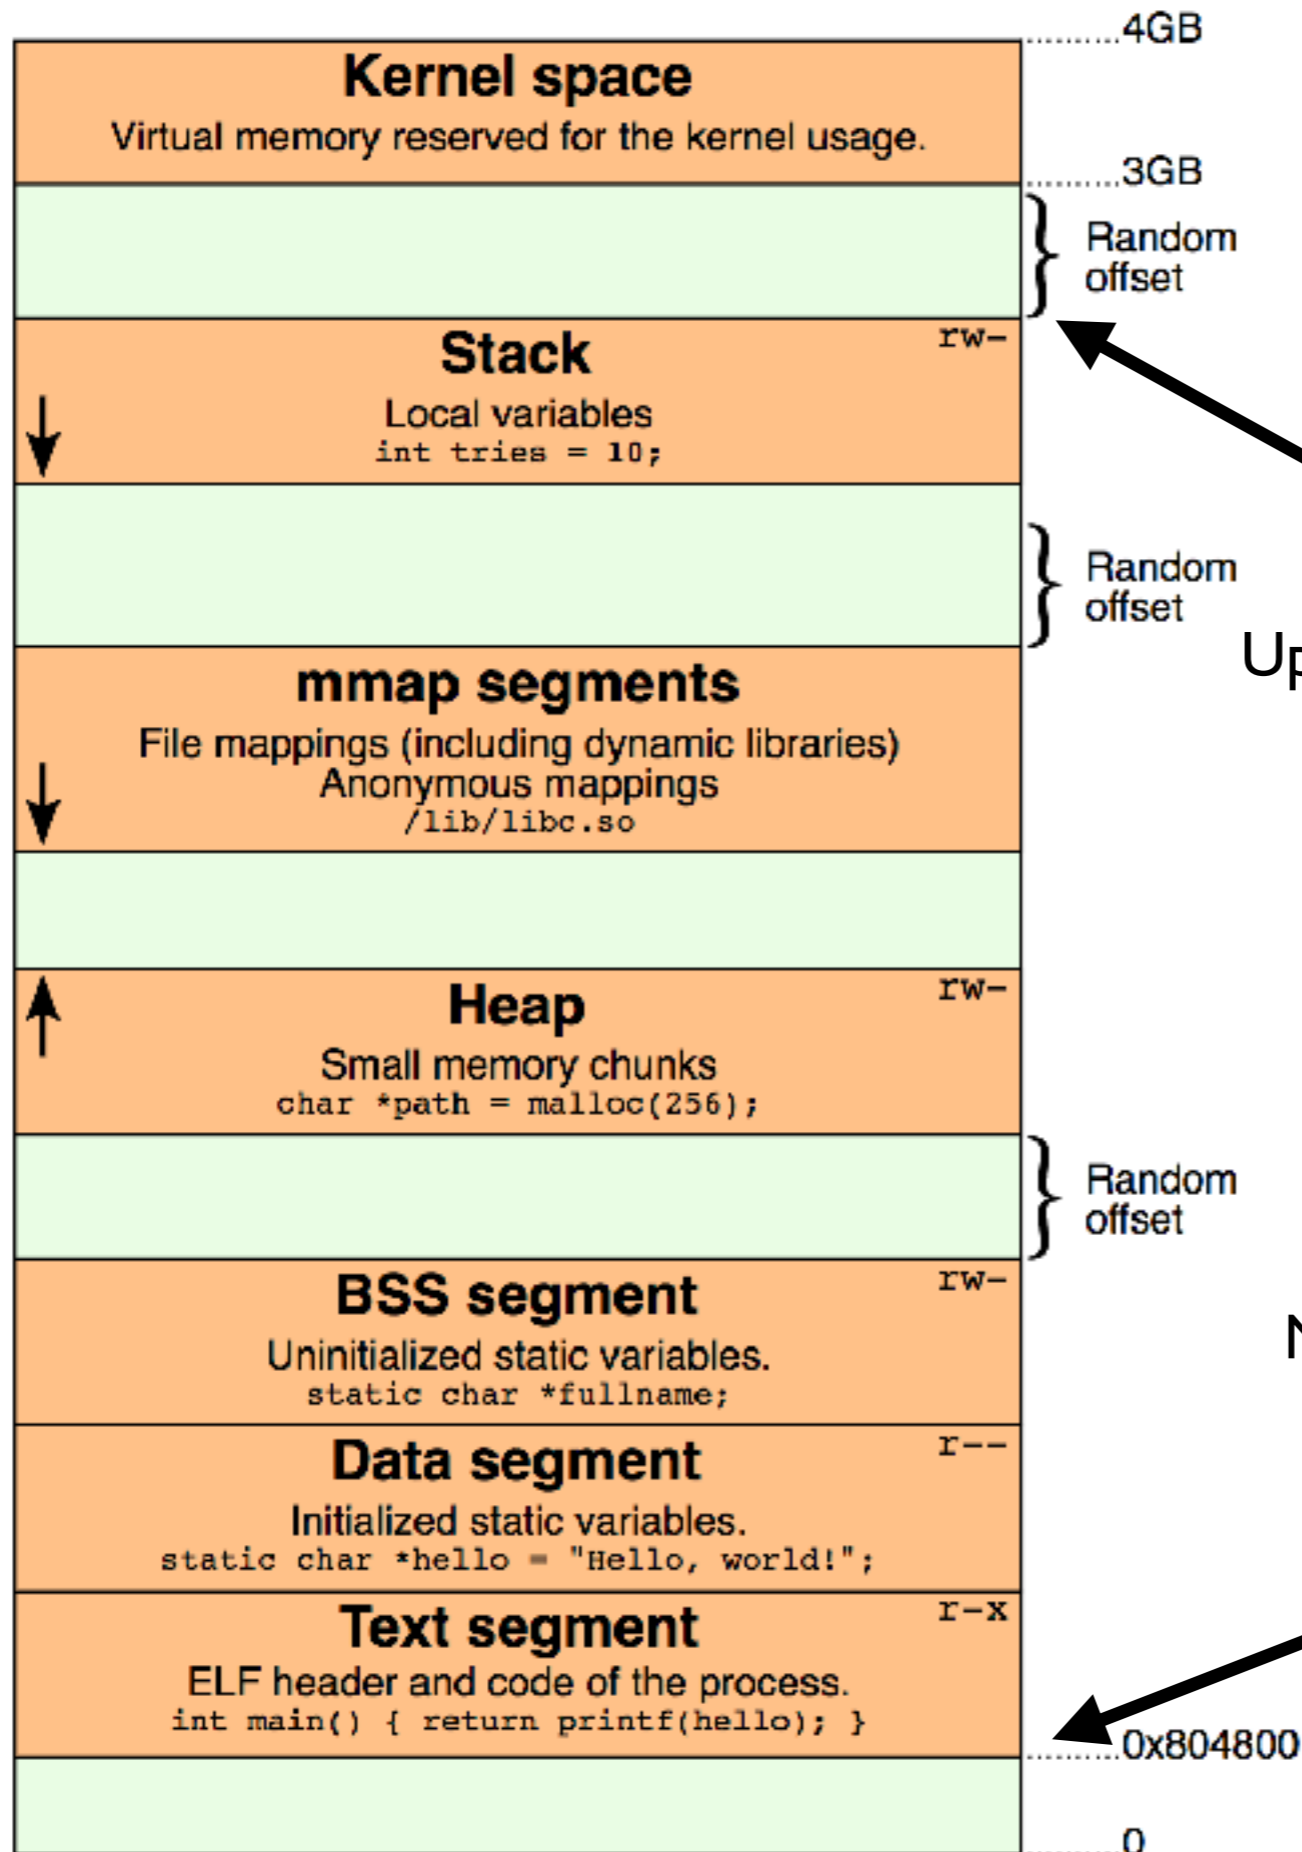 4GB
Kernel space
Virtual memory reserved for the kernel usage.
3GB
Random
offset
Stack
rw-
Local variables
int tries = 10;
Random
offset
Up
mmap segments
File mappings (including dynamic libraries)
Anonymous mappings
/lib/libc.so
Heap
rw-
Small memory chunks
char *path = malloc(256);
Random
offset
BSS segment
rw-
Uninitialized static variables.
static char *fullname;
Data segment
r--
Initialized static variables.
static char *hello = "Hello, world!";
Text segment
r-x
ELF header and code of the process.
int main() { return printf(hello); }
0x804800
0